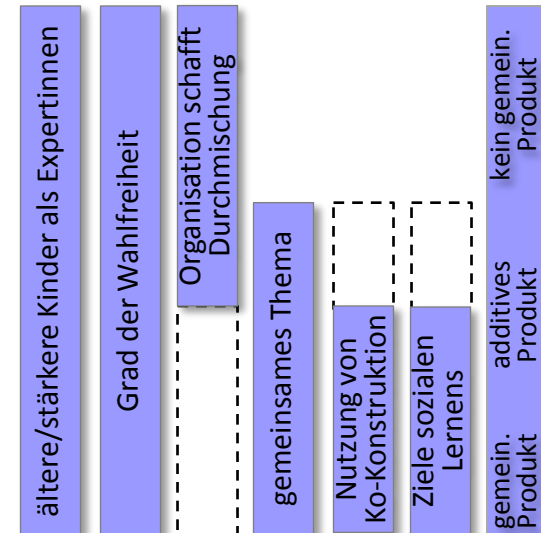 ältere/stärkere Kinder als Expertinnen
Grad der Wahlfreiheit
Organisation schafft
Durchmischung
gemeinsames Thema
Nutzung von
Ko-Konstruktion
Ziele sozialen
Lernens
kein gemein.
Produkt
additives
Produkt
gemein.
Produkt